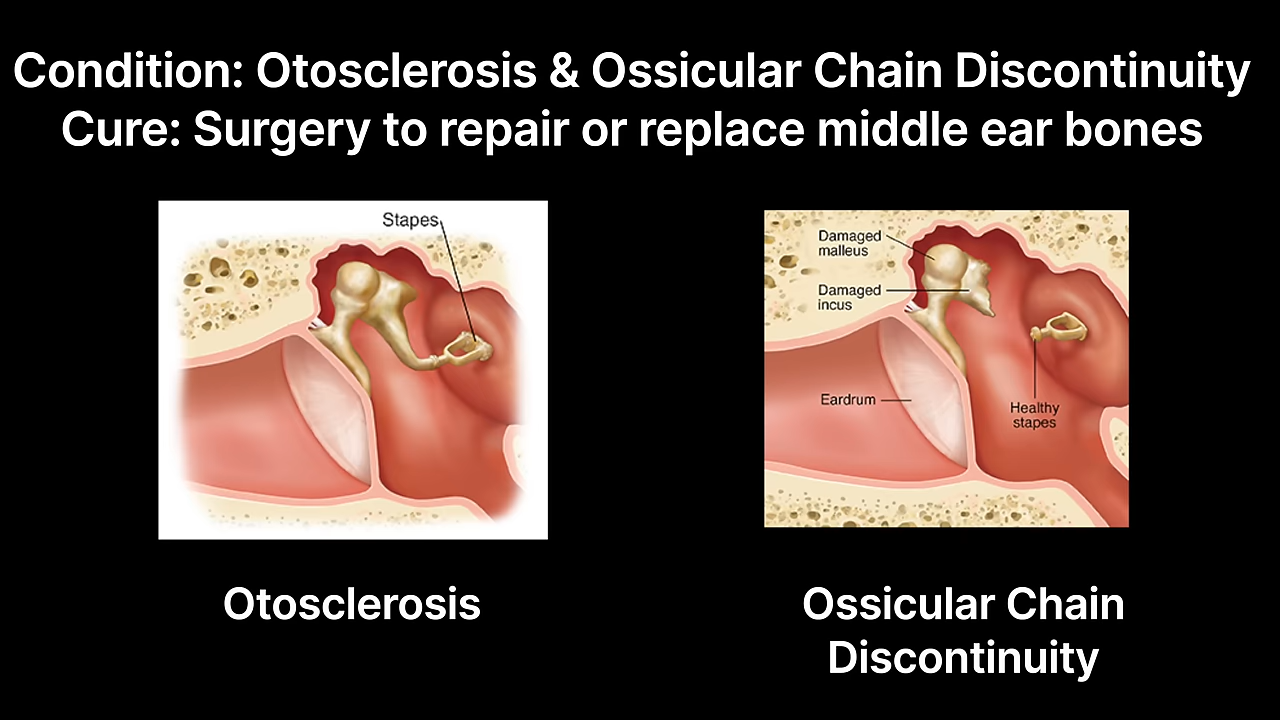 Condition: Otosclerosis & Ossicular Chain Discontinuity
Cure: Surgery to repair or replace middle ear bones
Stapes
Damaged
malleus
Damaged
incus
Eardrum
Healthy
stapes
Otosclerosis
Ossicular Chain
Discontinuity